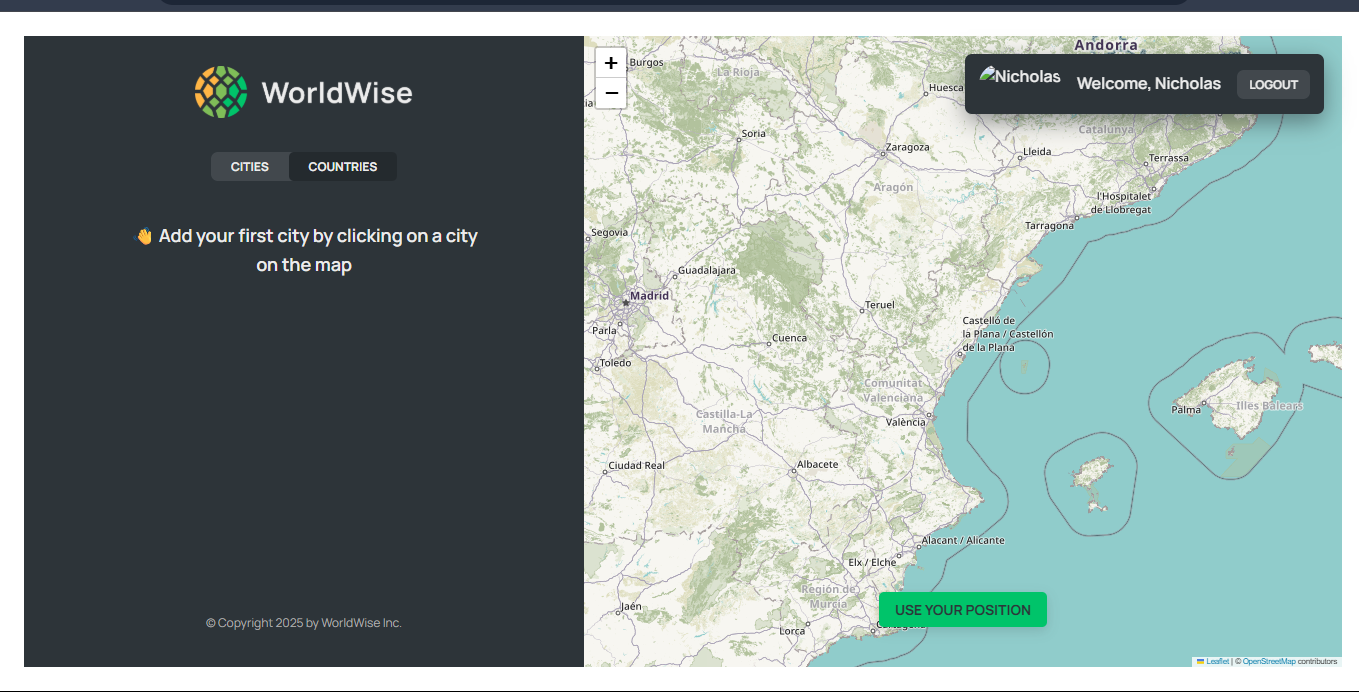 WorldWise
CITIES
COUNTRIES
👋 Add your first city by clicking on a city
on the map
© Copyright 2025 by WorldWise Inc.
+
−
Nicholas
Welcome, Nicholas
LOGOUT
Andorra
Burgos
La Rioja
Huesca
Catalunya
Soria
Zaragoza
Lleida
Terrassa
Aragón
l'Hospitalet
de Llobregat
Tarragona
Segovia
Guadalajara
Madrid
Teruel
Parla
Cuenca
Castelló de
la Plana / Castellón
de la Plana
Toledo
Comunitat
Valenciana
Castilla-La
Mancha
València
Palma
Illes Balears
Ciudad Real
Albacete
Alacant / Alicante
Elx / Elche
Región de
Murcia
Jaén
Lorca
USE YOUR POSITION
Leaflet | © OpenStreetMap contributors